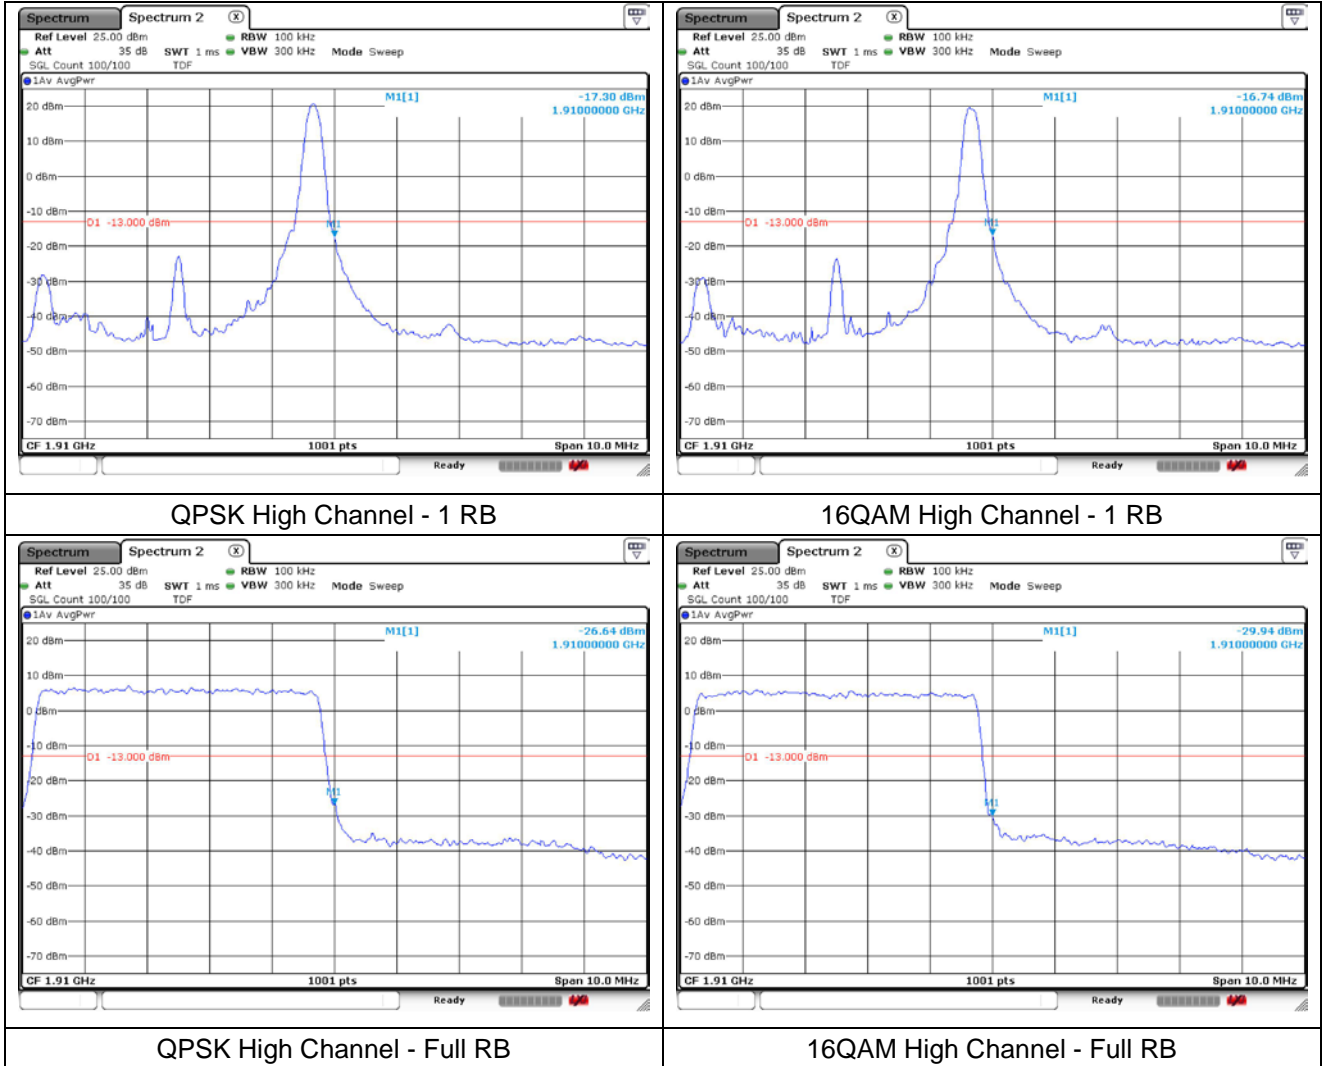 Spectrum Spectrum 2 X
Ref Level 25.00 dBm RBW 100 kHz
Att 35 dB SWT 1 ms VBW 300 kHz Mode Sweep
SGL Count 100/100 TDF
1Av AvgPwr
M1[1] -17.30 dBm
1.91000000 GHz
20 dBm
10 dBm
0 dBm
-10 dBm
D1 -13.000 dBm
M1
-20 dBm
-30 dBm
-40 dBm
-50 dBm
-60 dBm
-70 dBm
CF 1.91 GHz 1001 pts Span 10.0 MHz
Ready
Spectrum Spectrum 2 X
Ref Level 25.00 dBm RBW 100 kHz
Att 35 dB SWT 1 ms VBW 300 kHz Mode Sweep
SGL Count 100/100 TDF
1Av AvgPwr
M1[1] -16.74 dBm
1.91000000 GHz
20 dBm
10 dBm
0 dBm
-10 dBm
D1 -13.000 dBm
M1
-20 dBm
-30 dBm
-40 dBm
-50 dBm
-60 dBm
-70 dBm
CF 1.91 GHz 1001 pts Span 10.0 MHz
Ready
QPSK High Channel - 1 RB
16QAM High Channel - 1 RB
Spectrum Spectrum 2 X
Ref Level 25.00 dBm RBW 100 kHz
Att 35 dB SWT 1 ms VBW 300 kHz Mode Sweep
SGL Count 100/100 TDF
1Av AvgPwr
M1[1] -26.64 dBm
1.91000000 GHz
20 dBm
10 dBm
0 dBm
-10 dBm
D1 -13.000 dBm
-20 dBm
M1
-30 dBm
-40 dBm
-50 dBm
-60 dBm
-70 dBm
CF 1.91 GHz 1001 pts Span 10.0 MHz
Ready
Spectrum Spectrum 2 X
Ref Level 25.00 dBm RBW 100 kHz
Att 35 dB SWT 1 ms VBW 300 kHz Mode Sweep
SGL Count 100/100 TDF
1Av AvgPwr
M1[1] -29.94 dBm
1.91000000 GHz
20 dBm
10 dBm
0 dBm
-10 dBm
D1 -13.000 dBm
-20 dBm
M1
-30 dBm
-40 dBm
-50 dBm
-60 dBm
-70 dBm
CF 1.91 GHz 1001 pts Span 10.0 MHz
Ready
QPSK High Channel - Full RB
16QAM High Channel - Full RB